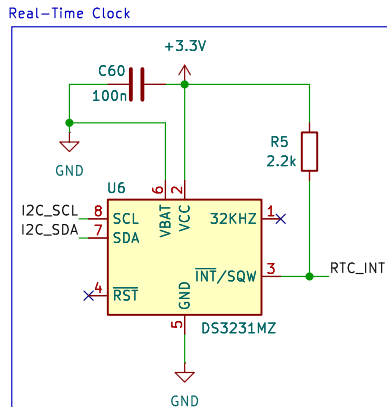 Real-Time Clock
+3.3V
C60
100n
GND
R5
2.2k
U6
6
2
I2C_SCL
8
SCL
VBAT
VCC
32KHZ
1
I2C_SDA
7
SDA
INT/SQW
3
RTC_INT
4
RST
GND
5
DS3231MZ
GND